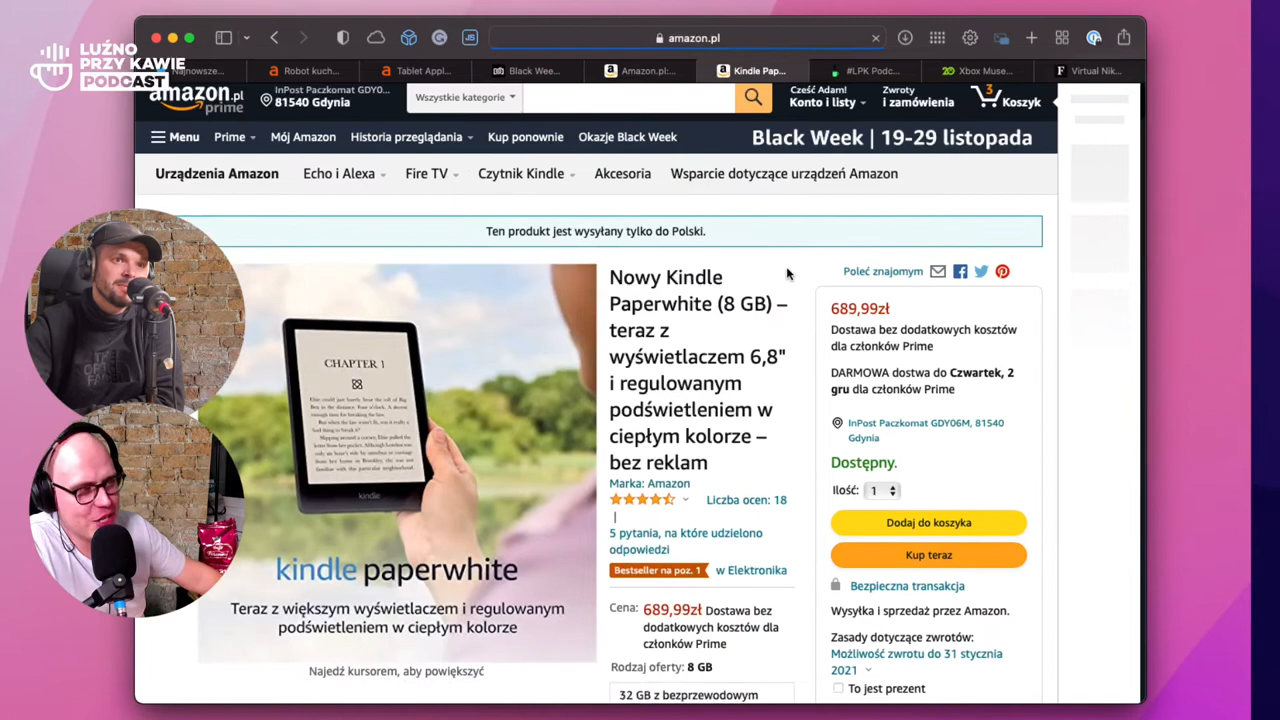 LUŹNO
PRZY KAWIE
PODCAST
amazon.pl
Najnowsze...
Robot kuch...
Tablet Appl...
Black Wee...
Amazon.pl:...
Kindle Pap...
#LPK Podc...
Xbox Muse...
Virtual Nik...
amazon.pl
prime
InPost Paczkomat GDY0...
81540 Gdynia
Wszystkie kategorie
Cześć Adam!
Konto i listy
Zwroty
i zamówienia
3
Koszyk
Menu
Prime
Mój Amazon
Historia przeglądania
Kup ponownie
Okazje Black Week
Black Week | 19-29 listopada
Urządzenia Amazon
Echo i Alexa
Fire TV
Czytnik Kindle
Akcesoria
Wsparcie dotyczące urządzeń Amazon
Ten produkt jest wysyłany tylko do Polski.
CHAPTER 1
kindle
kindle paperwhite
Teraz z większym wyświetlaczem i regulowanym
podświetleniem w ciepłym kolorze
Najedź kursorem, aby powiększyć
Nowy Kindle
Paperwhite (8 GB) –
teraz z
wyświetlaczem 6,8"
i regulowanym
podświetleniem w
ciepłym kolorze –
bez reklam
Marka: Amazon
Liczba ocen: 18
|
5 pytania, na które udzielono
odpowiedzi
Bestseller na poz. 1
w Elektronika
Cena: 689,99zł Dostawa bez
dodatkowych kosztów dla
członków Prime
Rodzaj oferty: 8 GB
32 GB z bezprzewodowym
Poleć znajomym
689,99zł
Dostawa bez dodatkowych kosztów
dla członków Prime
DARMOWA dostwa do Czwartek, 2
gru dla członków Prime
InPost Paczkomat GDY06M, 81540
Gdynia
Dostępny.
Ilość: 1
Dodaj do koszyka
Kup teraz
Bezpieczna transakcja
Wysyłka i sprzedaż przez Amazon.
Zasady dotyczące zwrotów:
Możliwość zwrotu do 31 stycznia
2021
To jest prezent